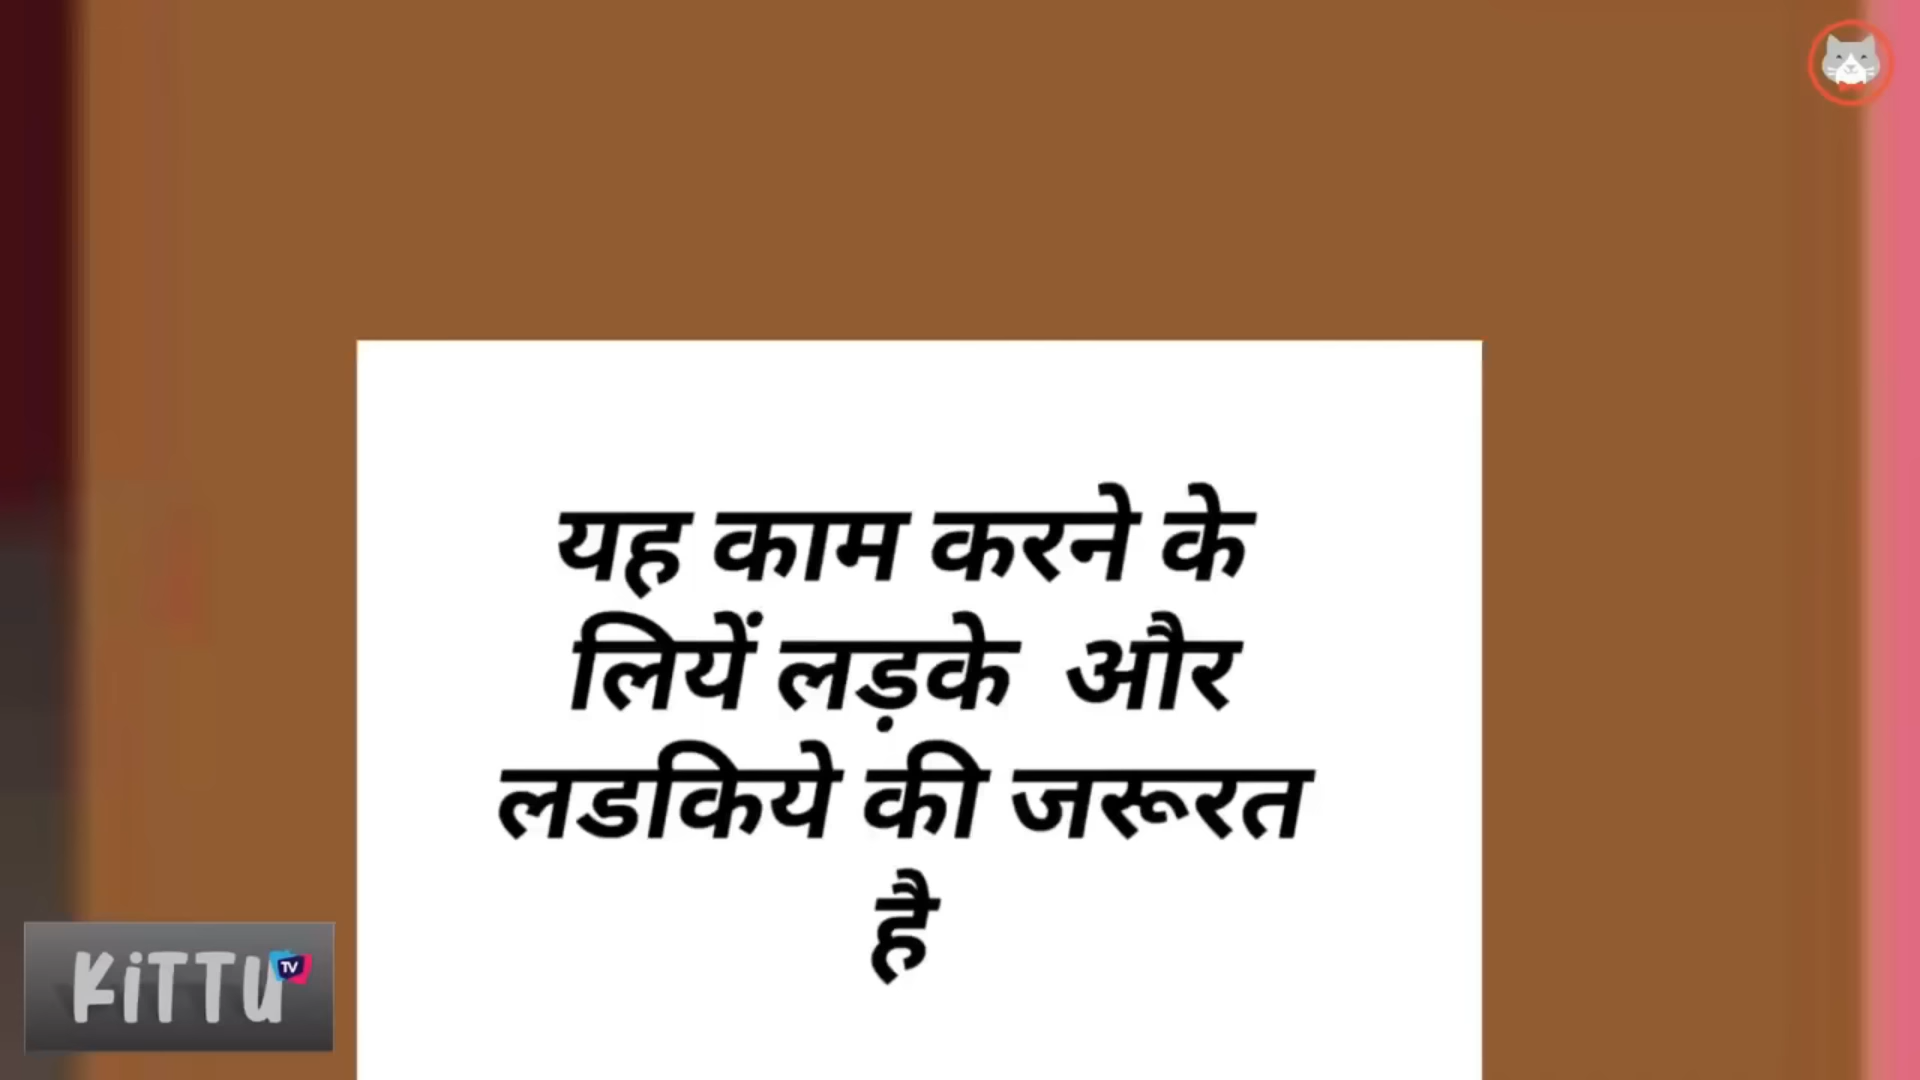 यह काम करने के
लियें लड़के और
लडकिये की जरूरत
है
KiTTU TV